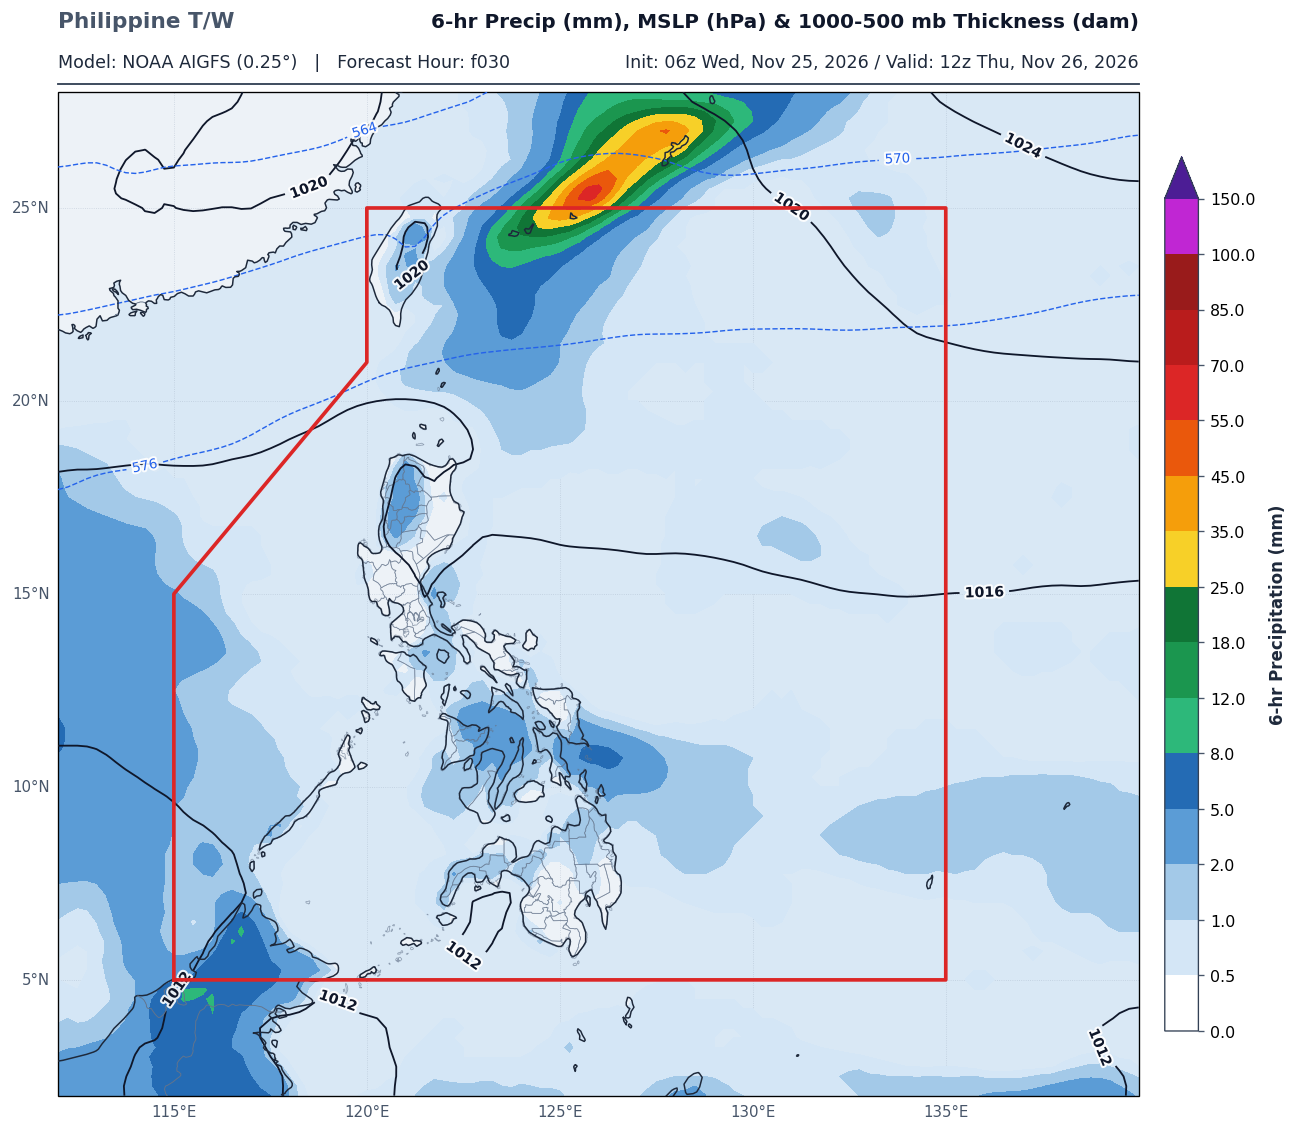 Philippine T/W
6-hr Precip (mm), MSLP (hPa) & 1000-500 mb Thickness (dam)
Model: NOAA AIGFS (0.25°) | Forecast Hour: f030
Init: 06z Wed, Nov 25, 2026 / Valid: 12z Thu, Nov 26, 2026
564
1020
570
1024
1020
1020
576
1016
1012
1012
1012
1012
25°N
20°N
15°N
10°N
5°N
115°E
120°E
125°E
130°E
135°E
150.0
100.0
85.0
70.0
55.0
45.0
35.0
25.0
18.0
12.0
8.0
5.0
2.0
1.0
0.5
0.0
6-hr Precipitation (mm)